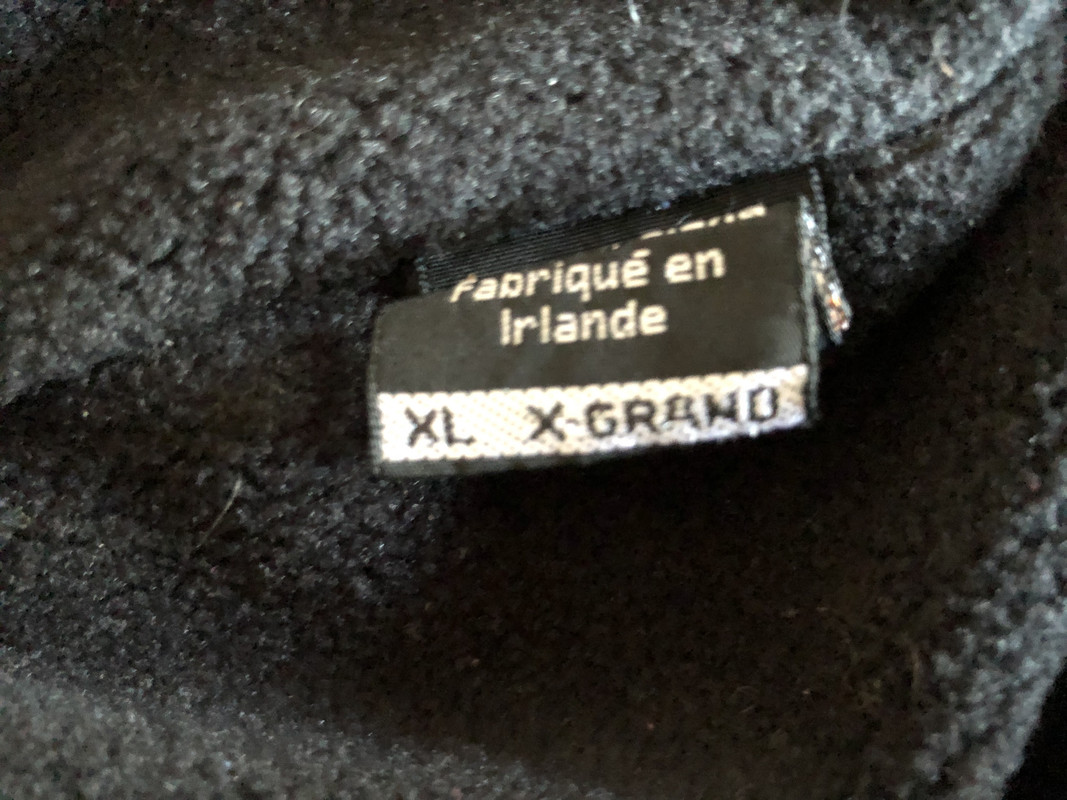 Fabriqué en
Irlande
XL X-GRAND